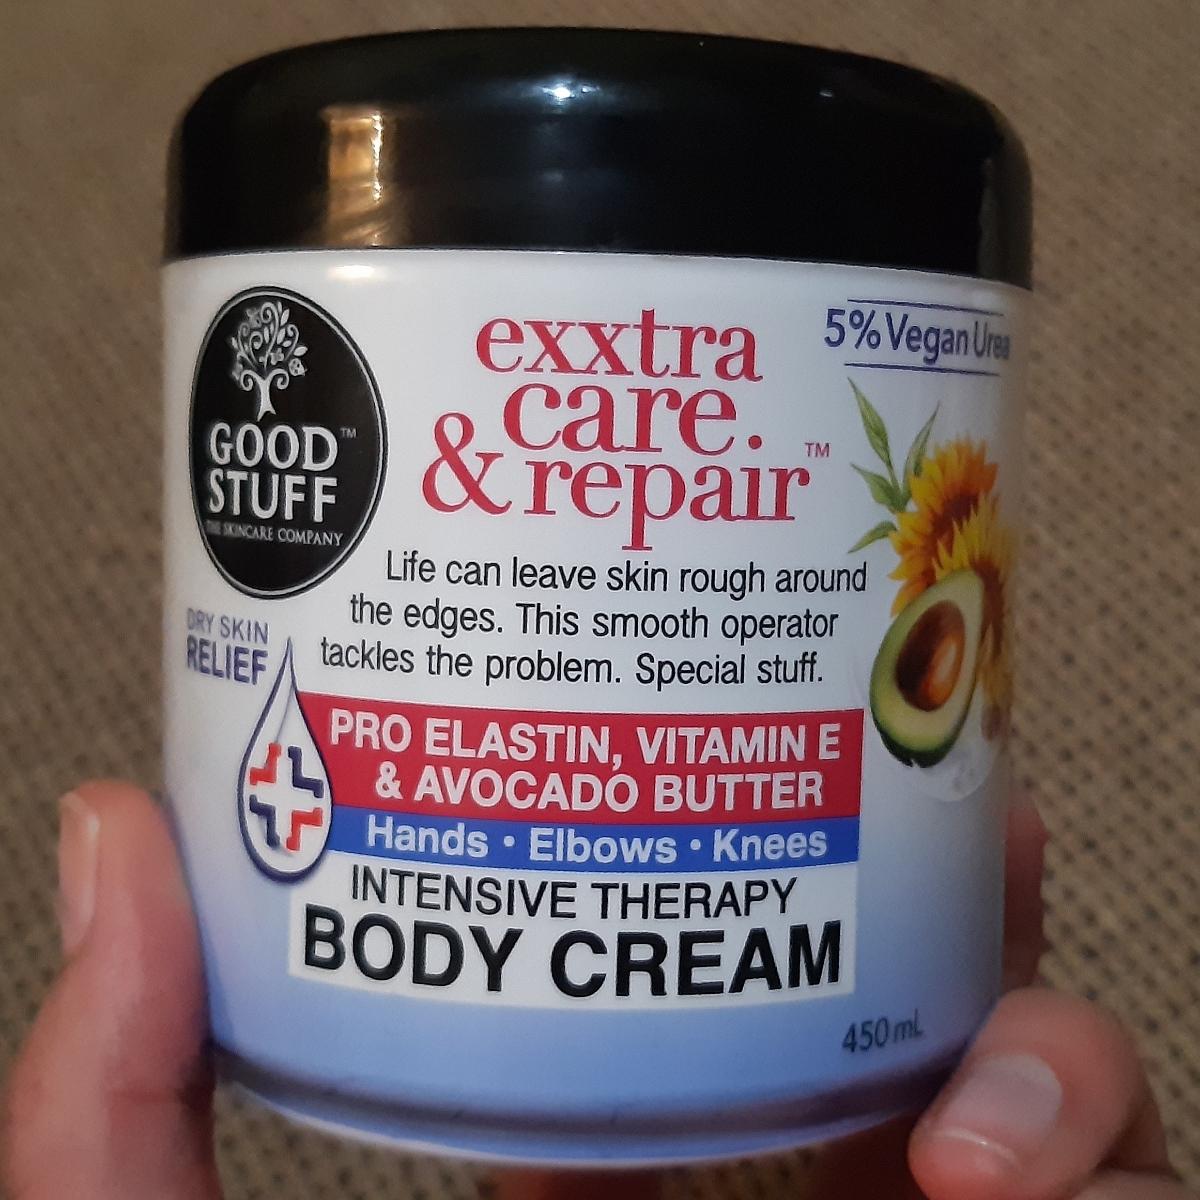 GOOD™
STUFF
THE SKINCARE COMPANY
exxtra
care.
& repair™
5% Vegan Urea
Life can leave skin rough around
the edges. This smooth operator
tackles the problem. Special stuff.
DRY SKIN
RELIEF
PRO ELASTIN, VITAMIN E
& AVOCADO BUTTER
Hands • Elbows • Knees
INTENSIVE THERAPY
BODY CREAM
450 mL